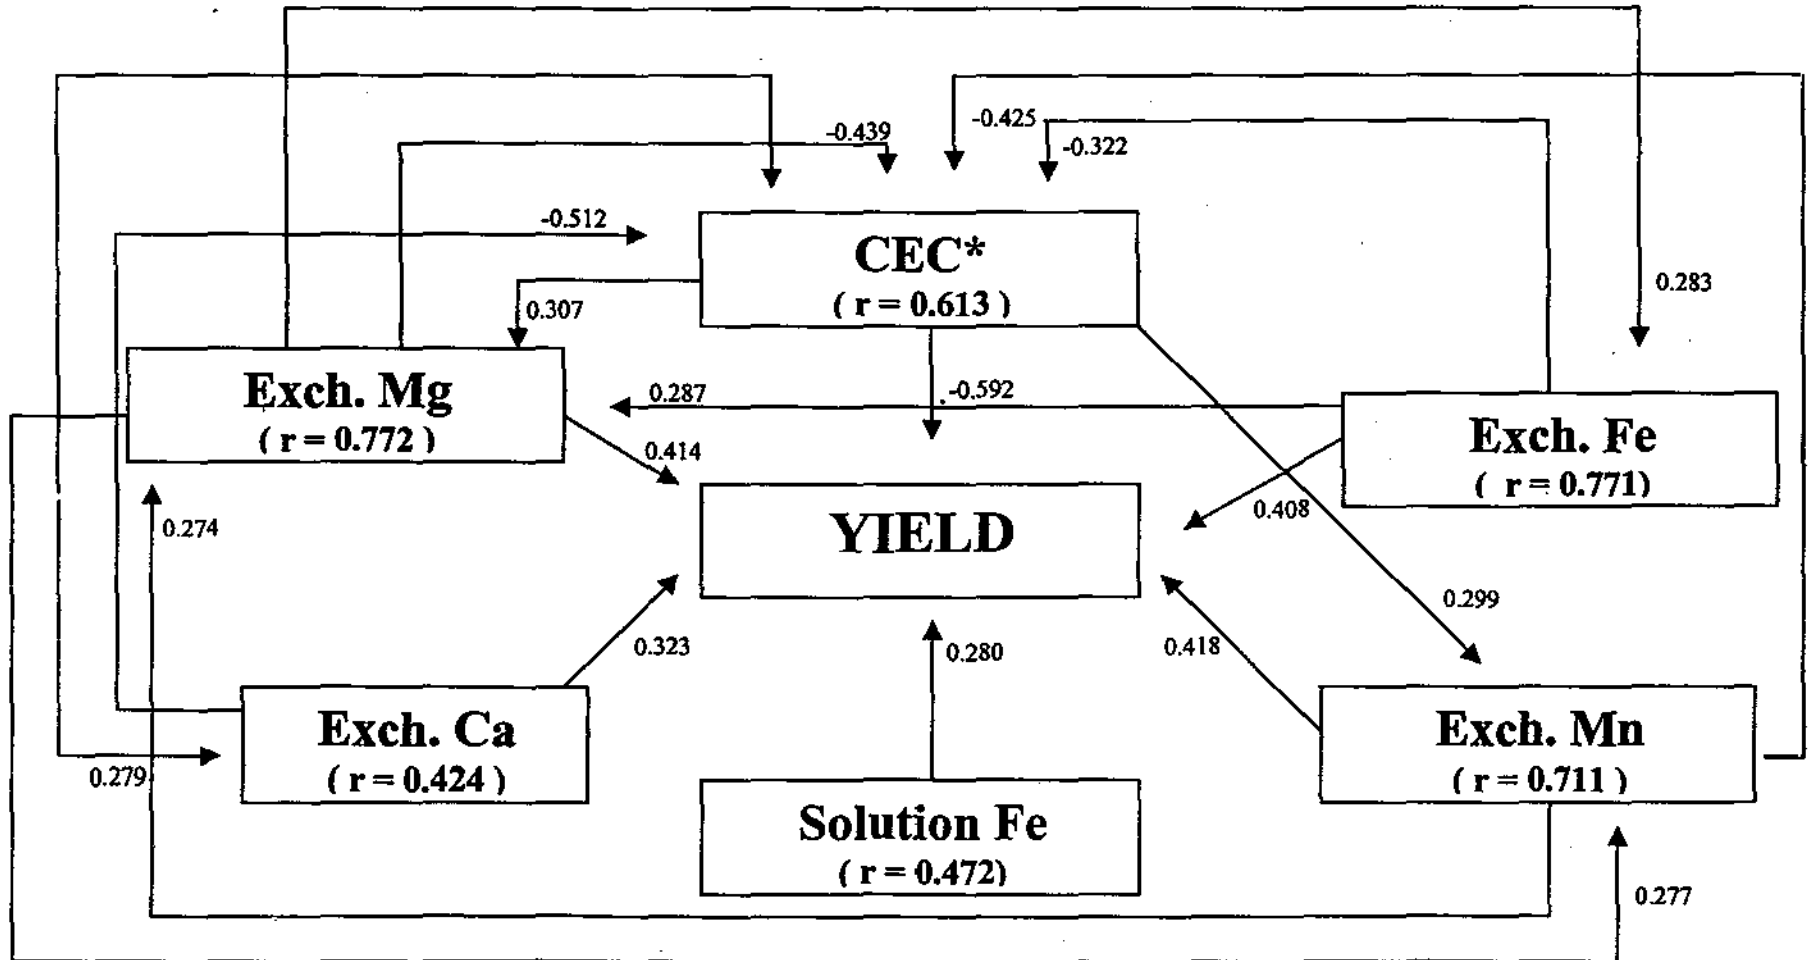 -0.439
-0.425
-0.322
-0.512
CEC*
( r = 0.613 )
0.283
0.307
Exch. Mg
( r = 0.772 )
0.287
-0.592
Exch. Fe
( r = 0.771)
0.414
0.408
0.274
YIELD
0.299
0.323
0.280
0.418
Exch. Ca
( r = 0.424 )
Exch. Mn
( r = 0.711 )
0.279
Solution Fe
( r = 0.472)
0.277